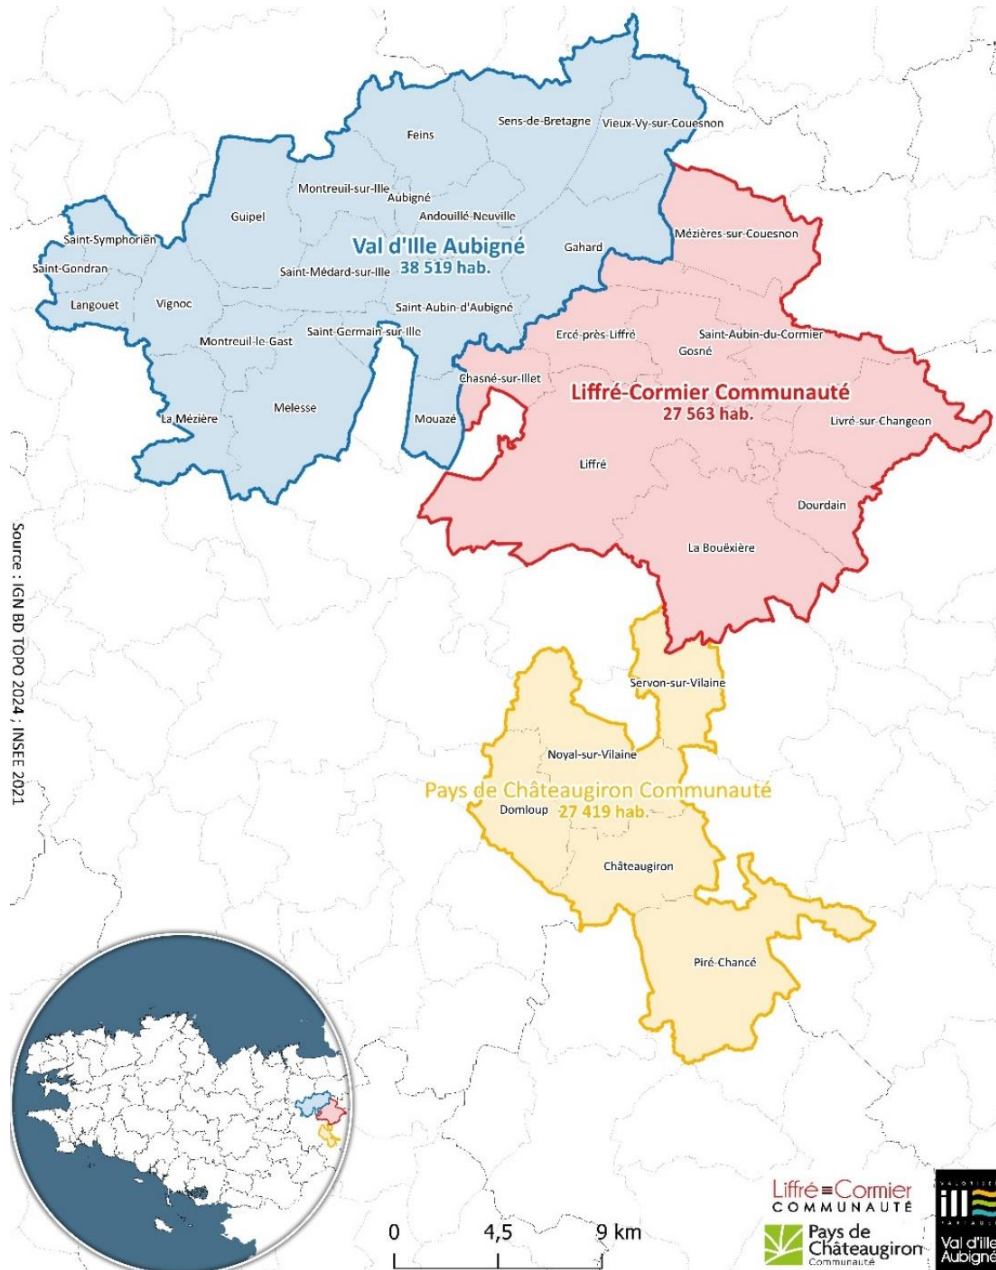 Sens-de-Bretagne
Vieux-Vy-sur-Couesnon
Feins
Montreuil-sur-Ille
Aubigné
Guipel
Andouillé-Neuville
Mézières-sur-Couesnon
Saint-Symphorien
Val d'Ille Aubigné
38 519 hab.
Gahard
Saint-Gondran
Saint-Médard-sur-Ille
Langouet
Vignoc
Saint-Aubin-d'Aubigné
Saint-Germain-sur-Ille
Montreuil-le-Gast
Ercé-près-Liffré
Saint-Aubin-du-Cormier
Gosné
Chasné-sur-Illet
Liffré-Cormier Communauté
27 563 hab.
La Mézière
Melesse
Mouazé
Livré-sur-Changeon
Liffré
Dourdain
La Bouëxière
Source : IGN BD TOPO 2024 ; INSEE 2021
Servon-sur-Vilaine
Noyal-sur-Vilaine
Pays de Châteaugiron Communauté
27 419 hab.
Domloup
Châteaugiron
Piré-Chancé
0 4,5 9 km
Liffré Cormier
COMMUNAUTÉ
Pays de
Châteaugiron
Communauté
VALORISER
ill
PARTAGER
Val d'ille
Aubigné